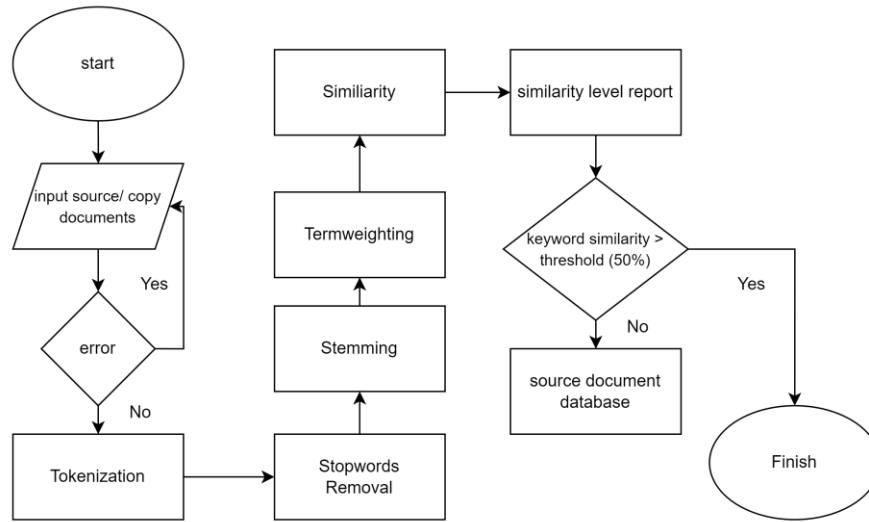 start
input source/ copy
documents
Yes
error
No
Tokenization
Stopwords
Removal
Stemming
Termweighting
Similiarity
similarity level report
keyword similarity >
threshold (50%)
Yes
No
source document
database
Finish